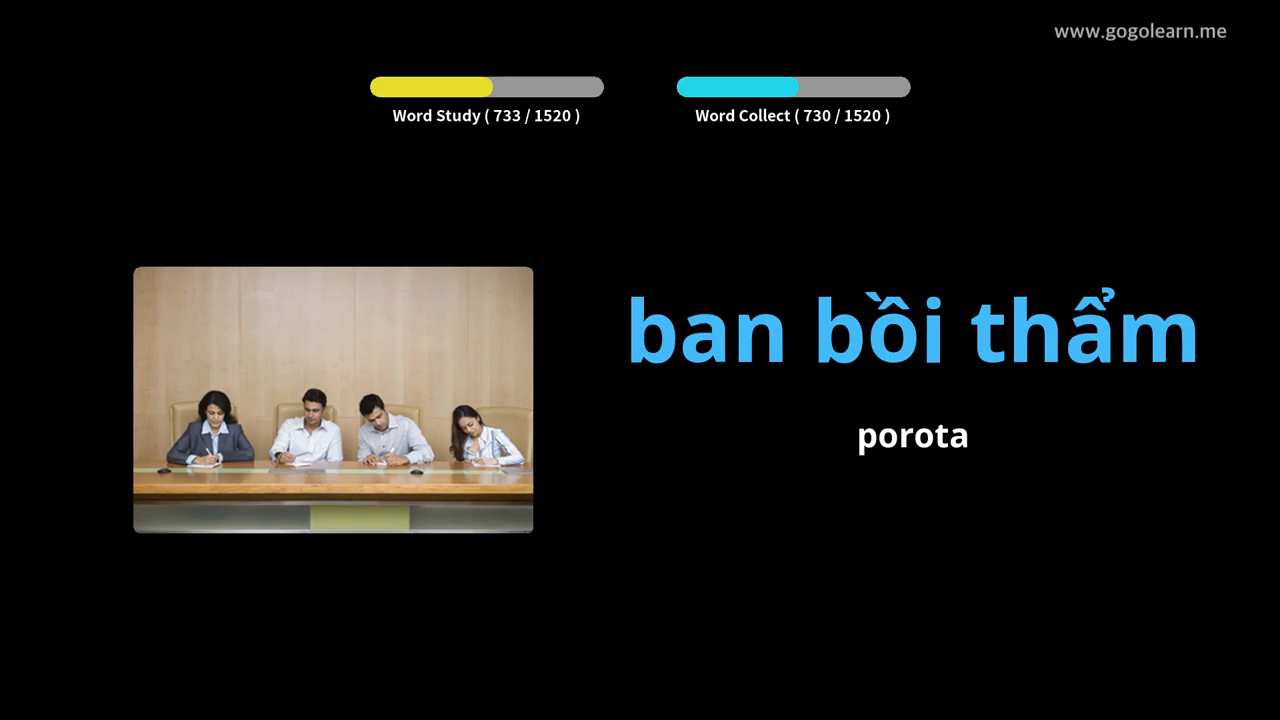 www.gogolearn.me
Word Study ( 733 / 1520 )
Word Collect ( 730 / 1520 )
ban bồi thẩm
porota